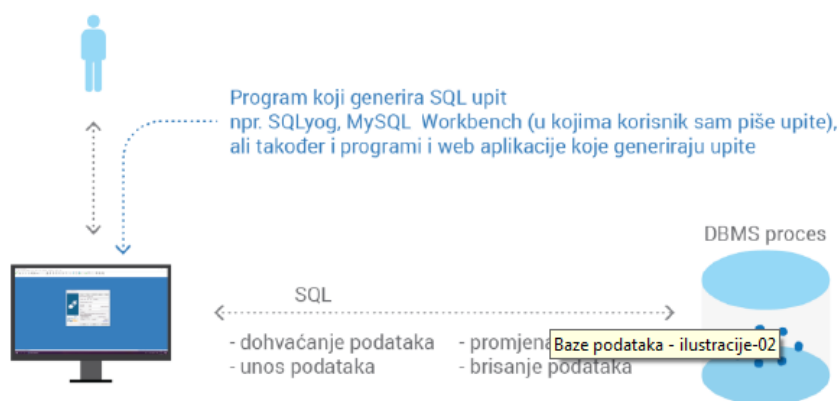 Program koji generira SQL upit
npr. SQLyog, MySQL Workbench (u kojima korisnik sam piše upite),
ali također i programi i web aplikacije koje generiraju upite
DBMS proces
SQL
- dohvaćanje podataka
- unos podataka
- promjena
- brisanje podataka
Baze podataka - ilustracije-02